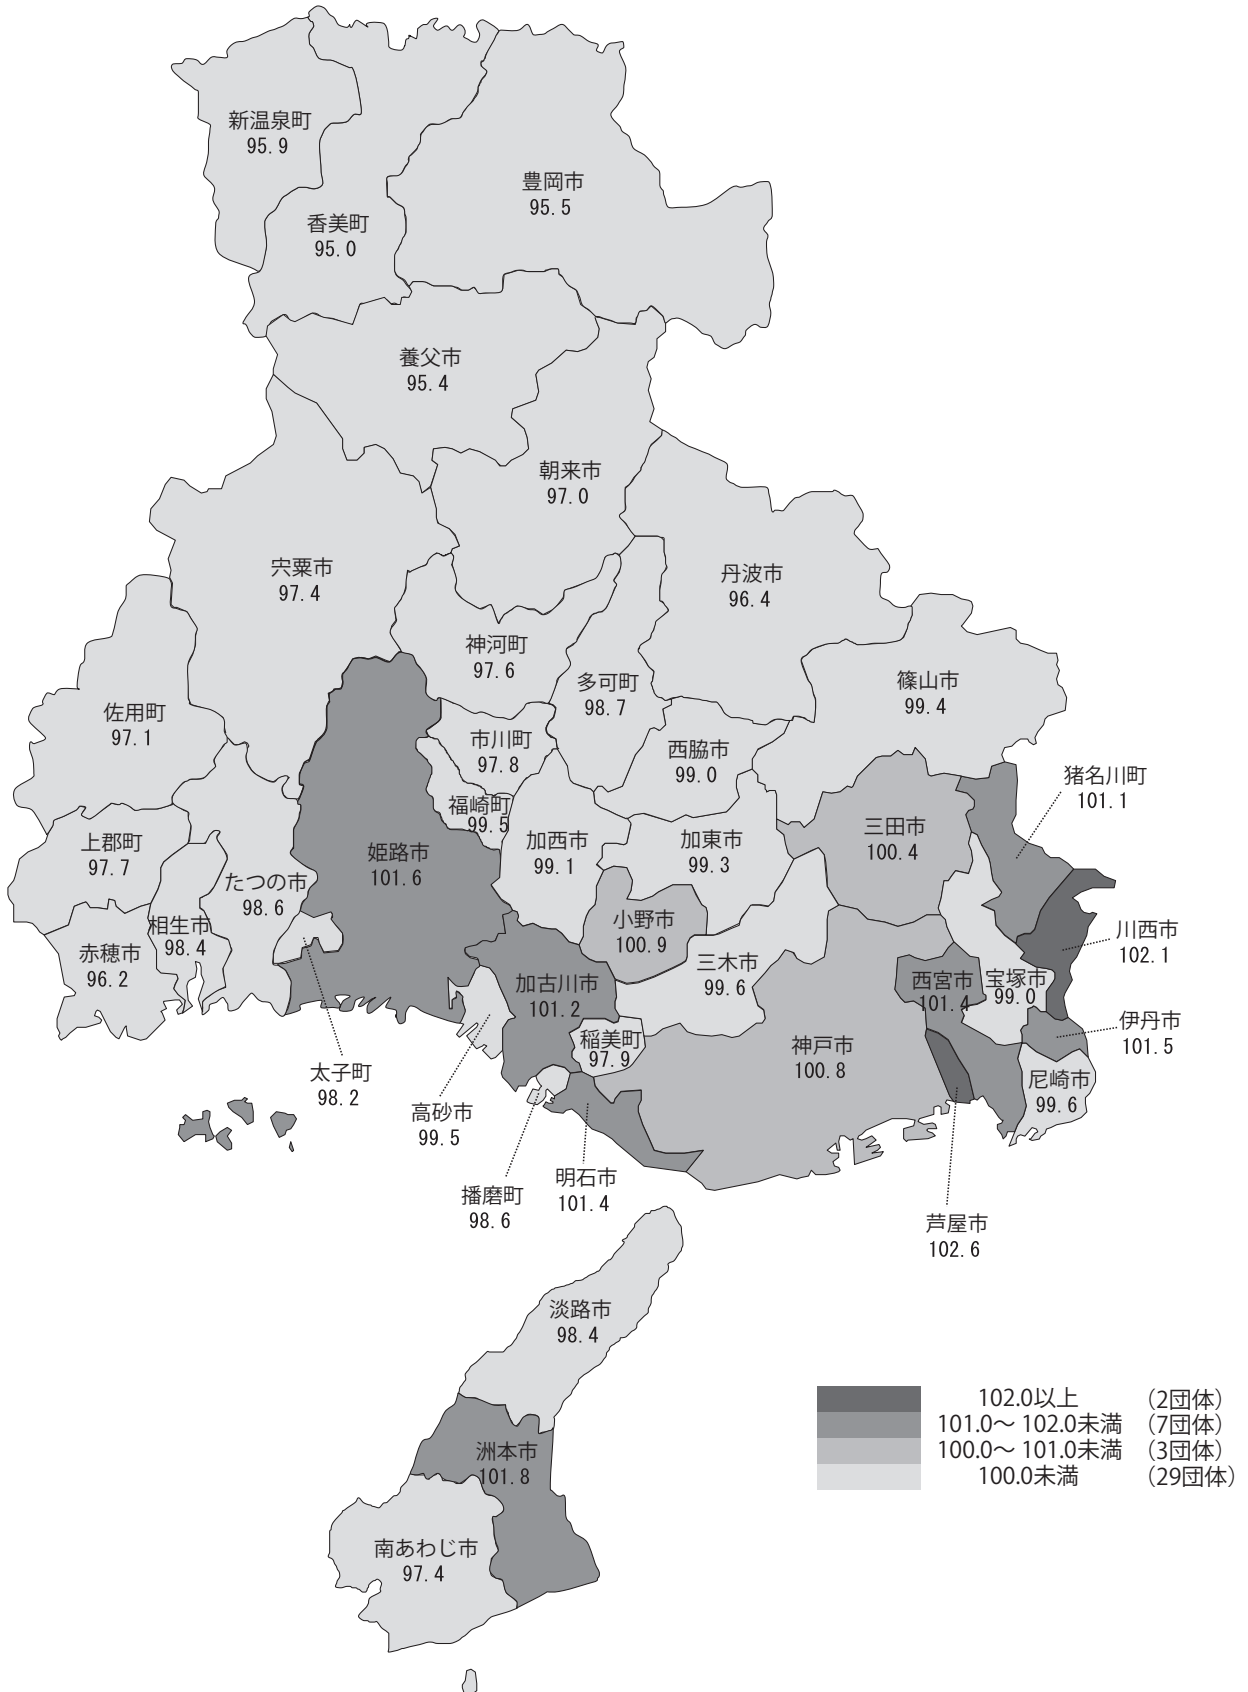 新温泉町
95.9
豊岡市
95.5
香美町
95.0
養父市
95.4
朝来市
97.0
宍粟市
97.4
丹波市
96.4
神河町
97.6
多可町
98.7
篠山市
99.4
佐用町
97.1
市川町
97.8
西脇市
99.0
猪名川町
101.1
福崎町
99.5
三田市
100.4
上郡町
97.7
姫路市
101.6
加西市
99.1
加東市
99.3
たつの市
98.6
相生市
98.4
小野市
100.9
川西市
102.1
赤穂市
96.2
三木市
99.6
加古川市
101.2
西宮市
101.4
宝塚市
99.0
伊丹市
101.5
稲美町
97.9
神戸市
100.8
尼崎市
99.6
太子町
98.2
高砂市
99.5
明石市
101.4
播磨町
98.6
芦屋市
102.6
淡路市
98.4
洲本市
101.8
南あわじ市
97.4
102.0以上 （2団体）
101.0〜 102.0未満 （7団体）
100.0〜 101.0未満 （3団体）
100.0未満 （29団体）